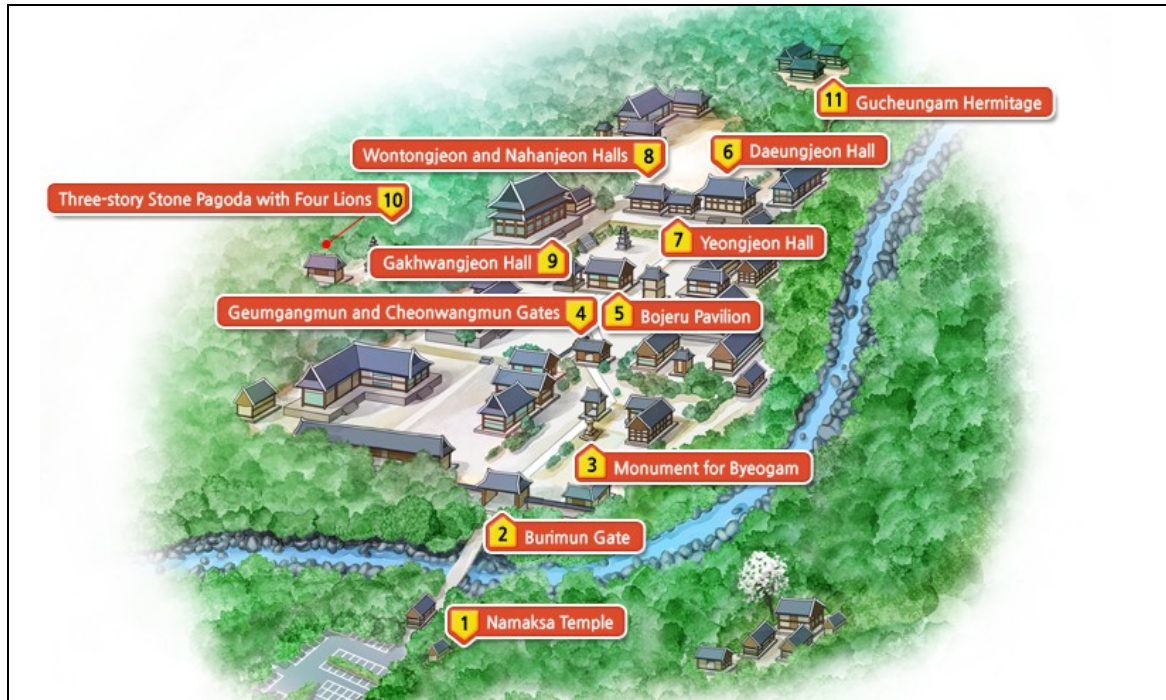 11 Gucheungam Hermitage
Wontongjeon and Nahanjeon Halls 8
6 Daeungjeon Hall
Three-story Stone Pagoda with Four Lions 10
7 Yeongjeon Hall
Gakhwangjeon Hall 9
Geumgangmun and Cheonwangmun Gates 4
5 Bojeru Pavilion
3 Monument for Byeogam
2 Burimun Gate
1 Namaksa Temple